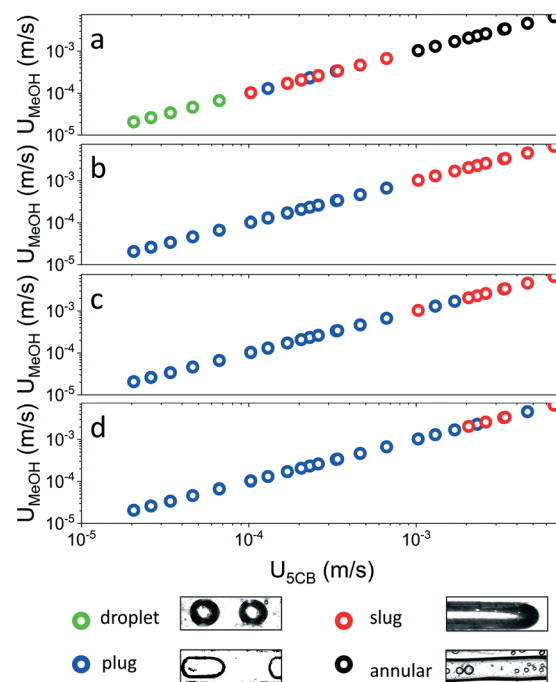 a
U_MeOH (m/s)
10⁻³
10⁻⁴
10⁻⁵
b
U_MeOH (m/s)
10⁻³
10⁻⁴
10⁻⁵
c
U_MeOH (m/s)
10⁻³
10⁻⁴
10⁻⁵
d
U_MeOH (m/s)
10⁻³
10⁻⁴
10⁻⁵
10⁻⁵ 10⁻⁴ 10⁻³
U_5CB (m/s)
droplet slug
plug annular